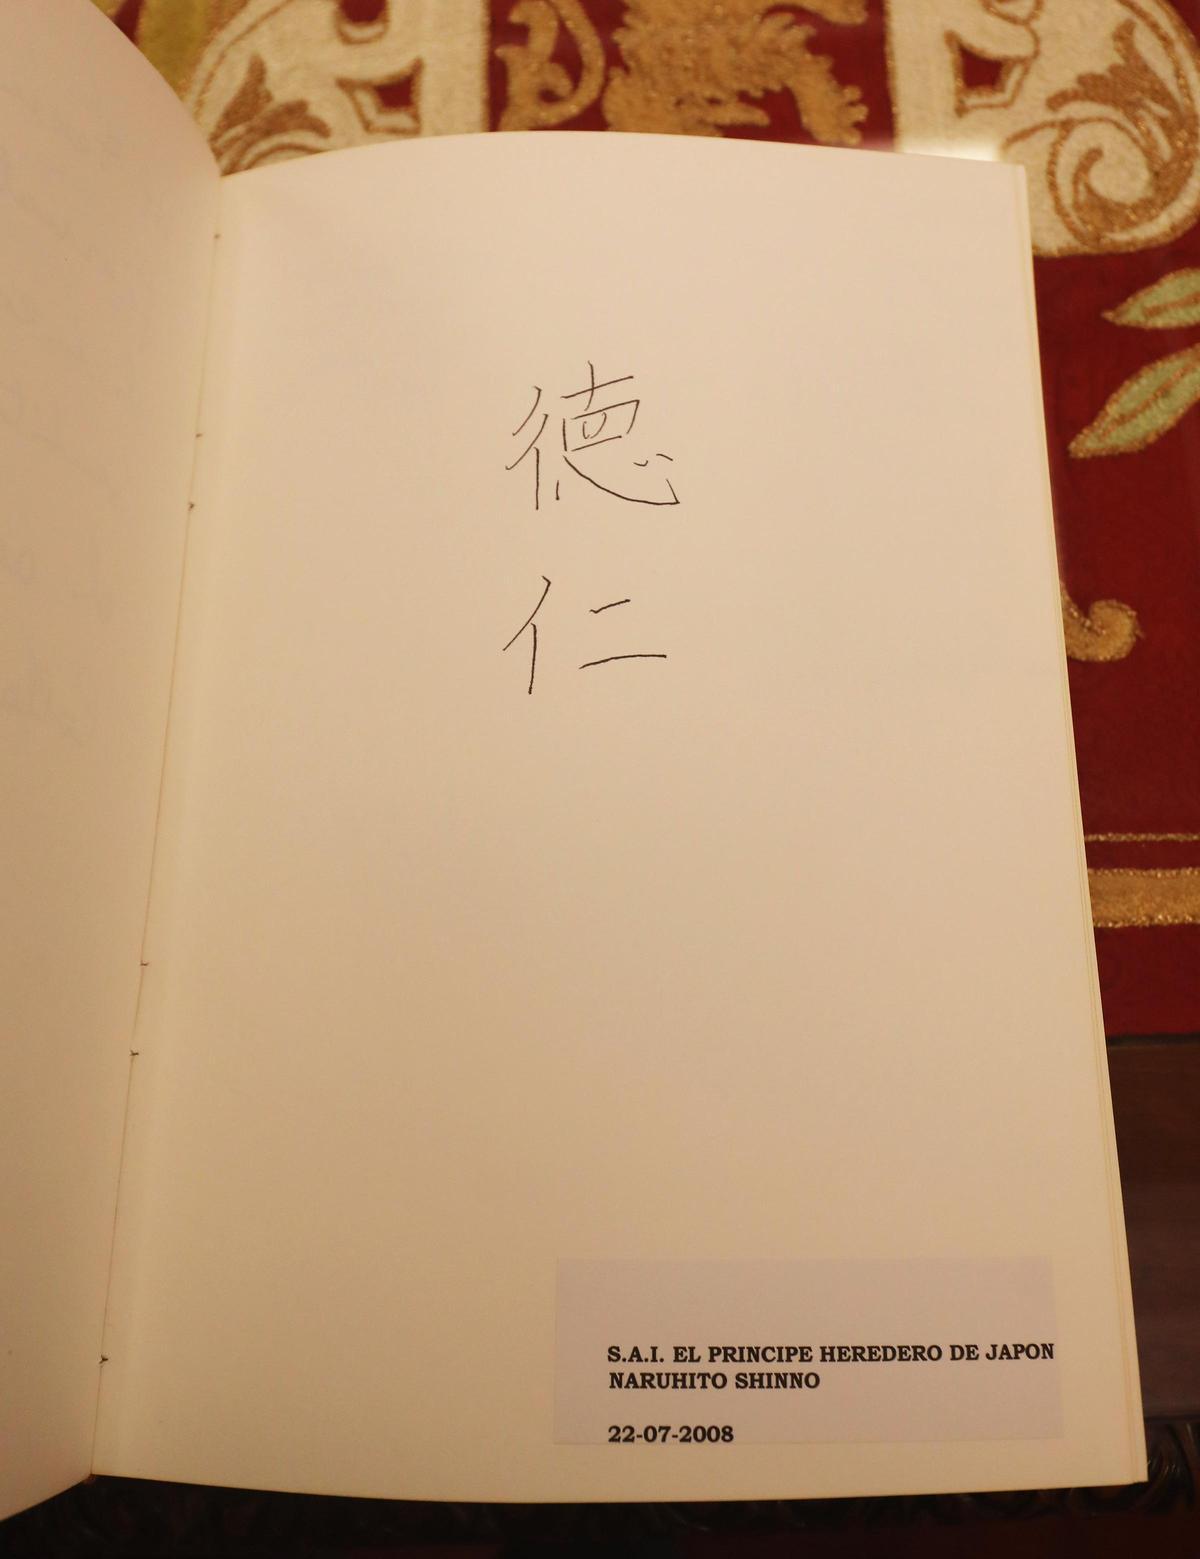 徳仁
S.A.I. EL PRINCIPE HEREDERO DE JAPON
NARUHITO SHINNO
22-07-2008